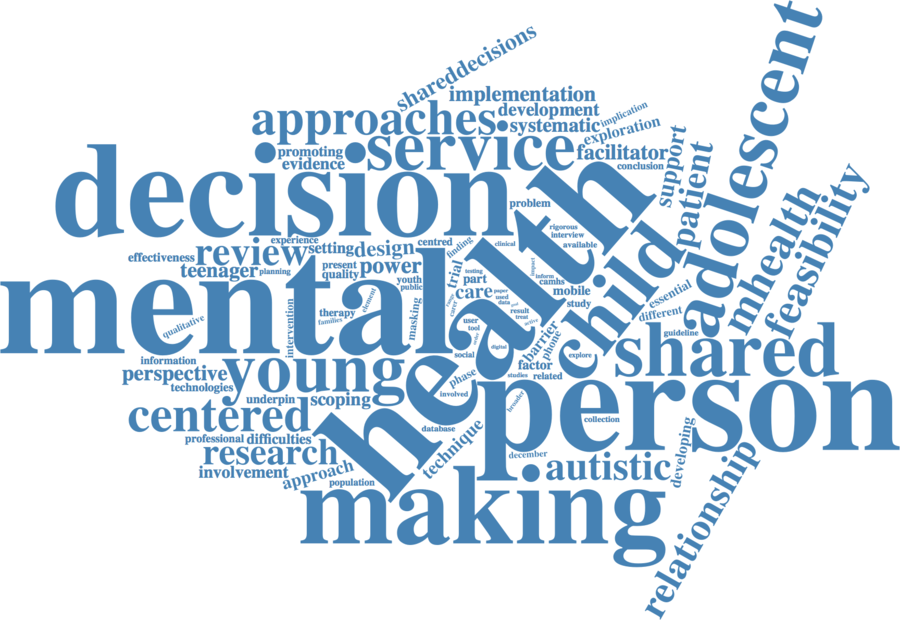 shareddecisions
implementation
approaches
development
systematic
implication
exploration
service
facilitator
conclusion
promoting
evidence
decision
problem
support
patient
adolescent
health
child
mhealth
feasibility
experience
effectiveness
review
setting
design
centred
finding
clinical
rigorous
interview
available
teenager
planning
present
quality
power
youth
public
trial
testing
part
impact
inform
camhs
mobile
study
essential
different
guideline
mental
element
masking
care
carer
paper
used
data
result
treat
active
user
tool
digital
social
barrier
phone
explore
factor
related
studies
phase
involved
broader
collection
therapy
families
intervention
qualitative
information
perspective
technologies
young
shared
person
underpin
scoping
centered
professional
difficulties
research
involvement
approach
population
database
technique
december
autistic
developing
making
relationship